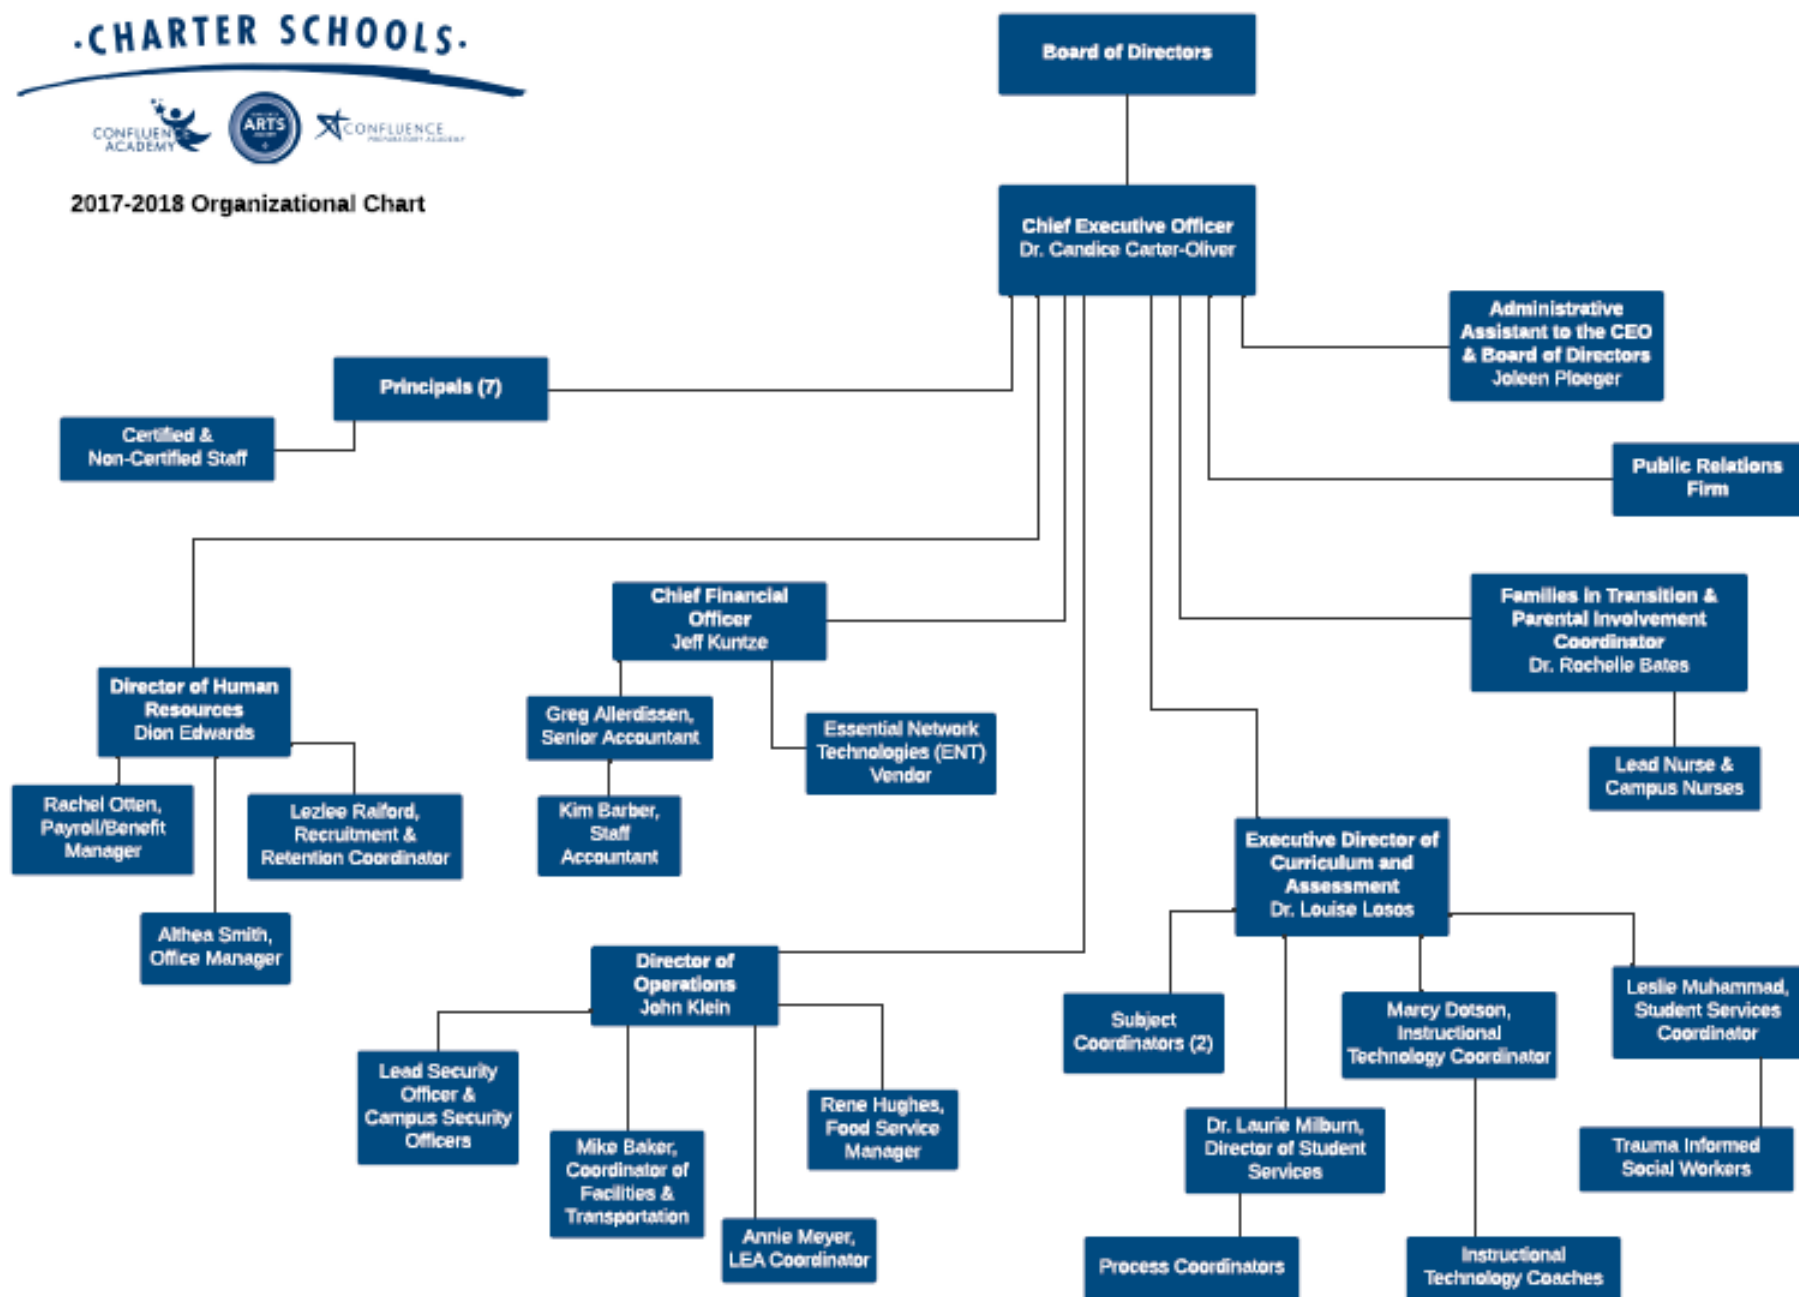 ·CHARTER SCHOOLS·
CONFLUENCE
ACADEMY
ARTS
CONFLUENCE
PREPARATORY ACADEMY
2017-2018 Organizational Chart
Board of Directors
Chief Executive Officer
Dr. Candice Carter-Oliver
Administrative
Assistant to the CEO
& Board of Directors
Joleen Ploeger
Principals (7)
Certified &
Non-Certified Staff
Public Relations
Firm
Chief Financial
Officer
Jeff Kuntze
Families in Transition &
Parental Involvement
Coordinator
Dr. Rochelle Bates
Director of Human
Resources
Dion Edwards
Greg Allerdissen,
Senior Accountant
Essential Network
Technologies (ENT)
Vendor
Lead Nurse &
Campus Nurses
Rachel Otten,
Payroll/Benefit
Manager
Lezlee Raiford,
Recruitment &
Retention Coordinator
Kim Barber,
Staff
Accountant
Executive Director of
Curriculum and
Assessment
Dr. Louise Losos
Althea Smith,
Office Manager
Director of
Operations
John Klein
Subject
Coordinators (2)
Marcy Dotson,
Instructional
Technology Coordinator
Leslie Muhammad,
Student Services
Coordinator
Lead Security
Officer &
Campus Security
Officers
Mike Baker,
Coordinator of
Facilities &
Transportation
Rene Hughes,
Food Service
Manager
Dr. Laurie Milburn,
Director of Student
Services
Trauma Informed
Social Workers
Annie Meyer,
LEA Coordinator
Process Coordinators
Instructional
Technology Coaches